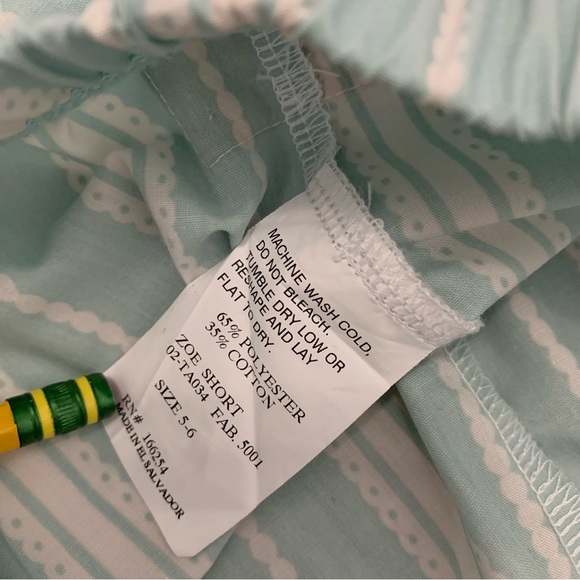 MACHINE WASH COLD,
DO NOT BLEACH.
TUMBLE DRY LOW OR
RESHAPE AND LAY
FLAT TO DRY.
65% POLYESTER
35% COTTON
ZOE SHORT
02-TA034 FAB. 5001
SIZE 5-6
RN# 166254
MADE IN EL SALVADOR